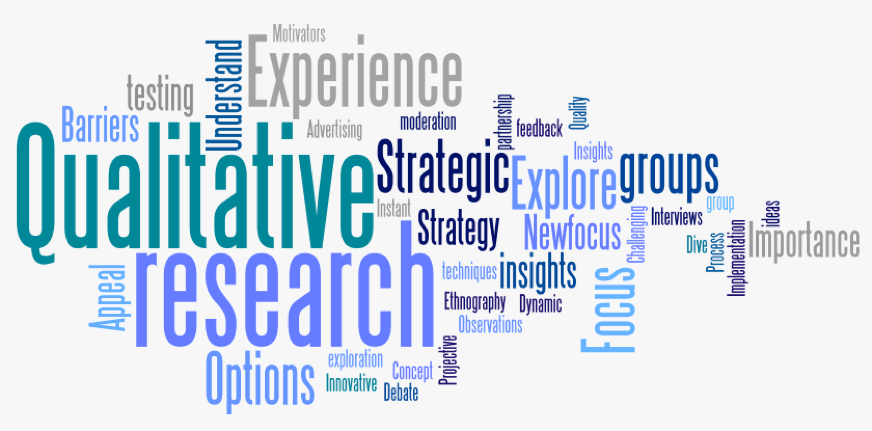 Motivators
Experience
Understand
testing
Barriers
Advertising
moderation
partnership
feedback
Quality
Qualitative
Strategic
Insights
Explore
groups
Instant
Strategy
Newfocus
Challenging
Interviews
group
ideas
Dive
Process
Implementation
Importance
Appeal
research
techniques
insights
Focus
Ethnography
Dynamic
Observations
Options
exploration
Innovative
Concept
Debate
Projective